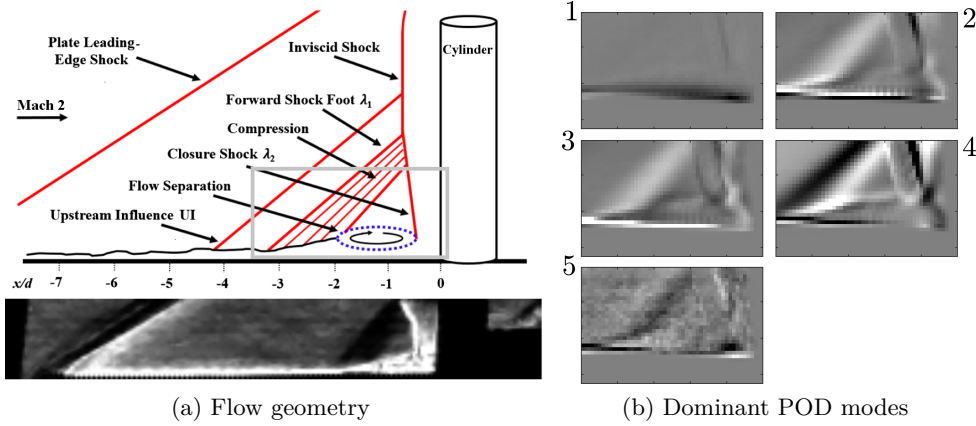 Plate Leading-
Edge Shock
Inviscid Shock
Cylinder
Mach 2
Forward Shock Foot λ1
Compression
Closure Shock λ2
Flow Separation
Upstream Influence UI
x/d -7 -6 -5 -4 -3 -2 -1 0
(a) Flow geometry
1
2
3
4
5
(b) Dominant POD modes